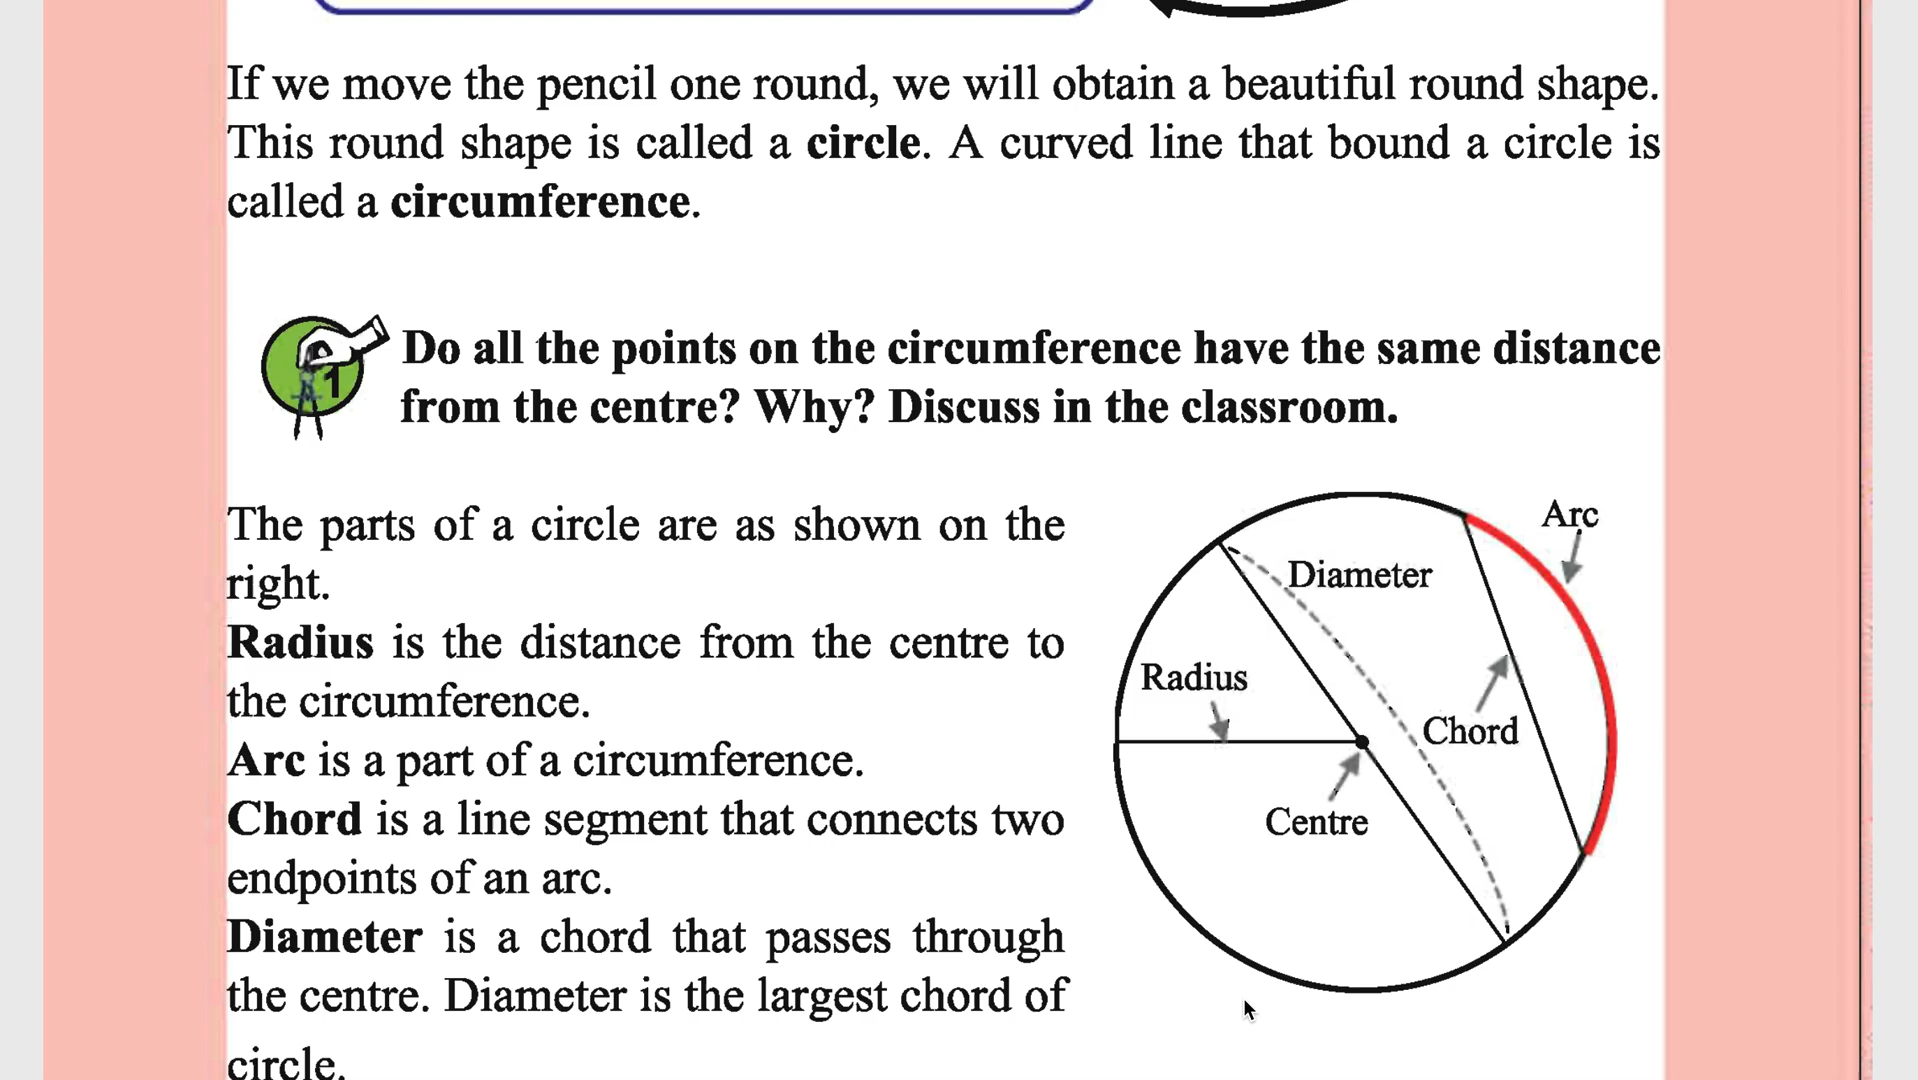 If we move the pencil one round, we will obtain a beautiful round shape.
This round shape is called a circle. A curved line that bound a circle is
called a circumference.
1
Do all the points on the circumference have the same distance
from the centre? Why? Discuss in the classroom.
The parts of a circle are as shown on the
right.
Radius is the distance from the centre to
the circumference.
Arc is a part of a circumference.
Chord is a line segment that connects two
endpoints of an arc.
Diameter is a chord that passes through
the centre. Diameter is the largest chord of
circle.
Arc
Diameter
Radius
Chord
Centre